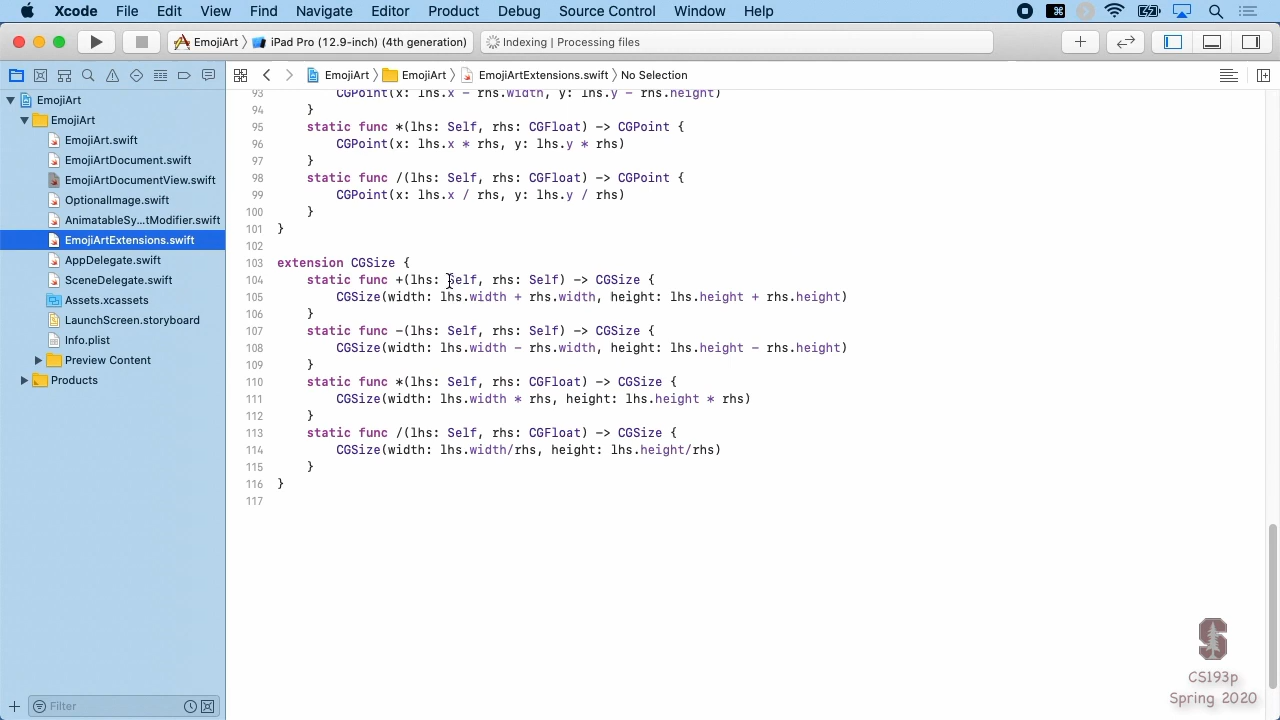 Xcode File Edit View Find Navigate Editor Product Debug Source Control Window Help
EmojiArt iPad Pro (12.9-inch) (4th generation) Indexing | Processing files
EmojiArt EmojiArt EmojiArtExtensions.swift No Selection
EmojiArt
EmojiArt
EmojiArt.swift
EmojiArtDocument.swift
EmojiArtDocumentView.swift
OptionalImage.swift
AnimatableSy...tModifier.swift
EmojiArtExtensions.swift
AppDelegate.swift
SceneDelegate.swift
Assets.xcassets
LaunchScreen.storyboard
Info.plist
Preview Content
Products
Filter
93 CGPoint(x: lhs.x - rhs.width, y: lhs.y - rhs.height)
94 }
95 static func *(lhs: Self, rhs: CGFloat) -> CGPoint {
96 CGPoint(x: lhs.x * rhs, y: lhs.y * rhs)
97 }
98 static func /(lhs: Self, rhs: CGFloat) -> CGPoint {
99 CGPoint(x: lhs.x / rhs, y: lhs.y / rhs)
100 }
101 }
102
103 extension CGSize {
104 static func +(lhs: Self, rhs: Self) -> CGSize {
105 CGSize(width: lhs.width + rhs.width, height: lhs.height + rhs.height)
106 }
107 static func -(lhs: Self, rhs: Self) -> CGSize {
108 CGSize(width: lhs.width - rhs.width, height: lhs.height - rhs.height)
109 }
110 static func *(lhs: Self, rhs: CGFloat) -> CGSize {
111 CGSize(width: lhs.width * rhs, height: lhs.height * rhs)
112 }
113 static func /(lhs: Self, rhs: CGFloat) -> CGSize {
114 CGSize(width: lhs.width/rhs, height: lhs.height/rhs)
115 }
116 }
117
S
CS193p
Spring 2020